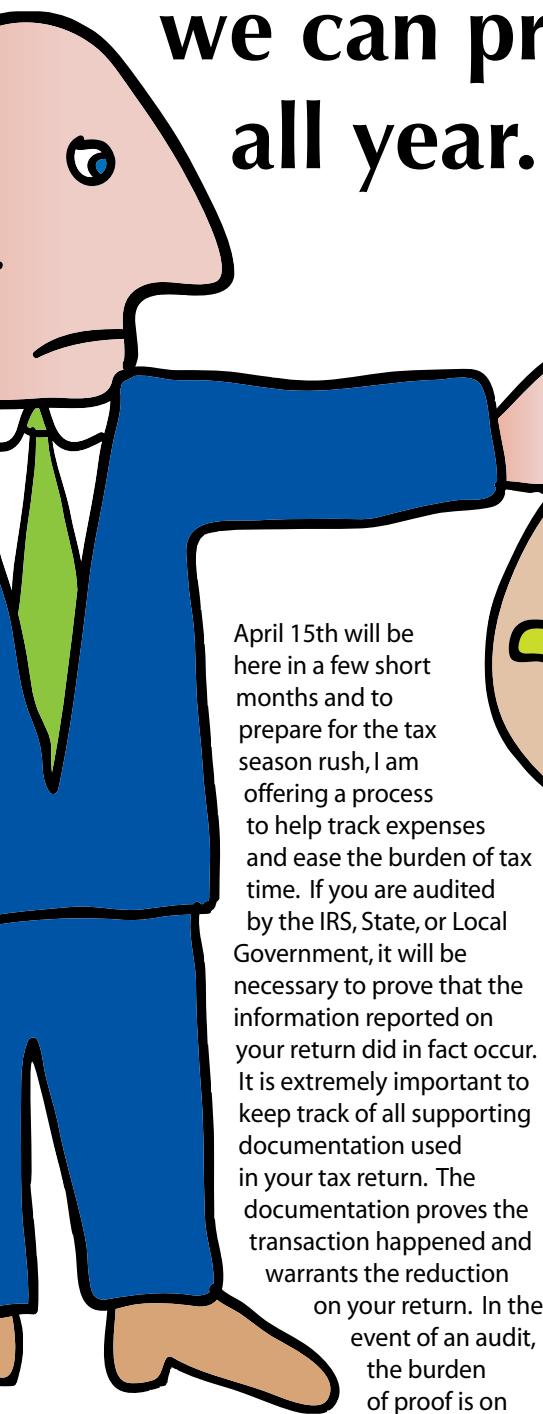 we can
all year.
April 15th will be
here in a few short
months and to
prepare for the tax
season rush, I am
offering a process
to help track expenses
and ease the burden of tax
time. If you are audited
by the IRS, State, or Local
Government, it will be
necessary to prove that the
information reported on
your return did in fact occur.
It is extremely important to
keep track of all supporting
documentation used
in your tax return. The
documentation proves the
transaction happened and
warrants the reduction
on your return. In the
event of an audit,
the burden
of proof is on